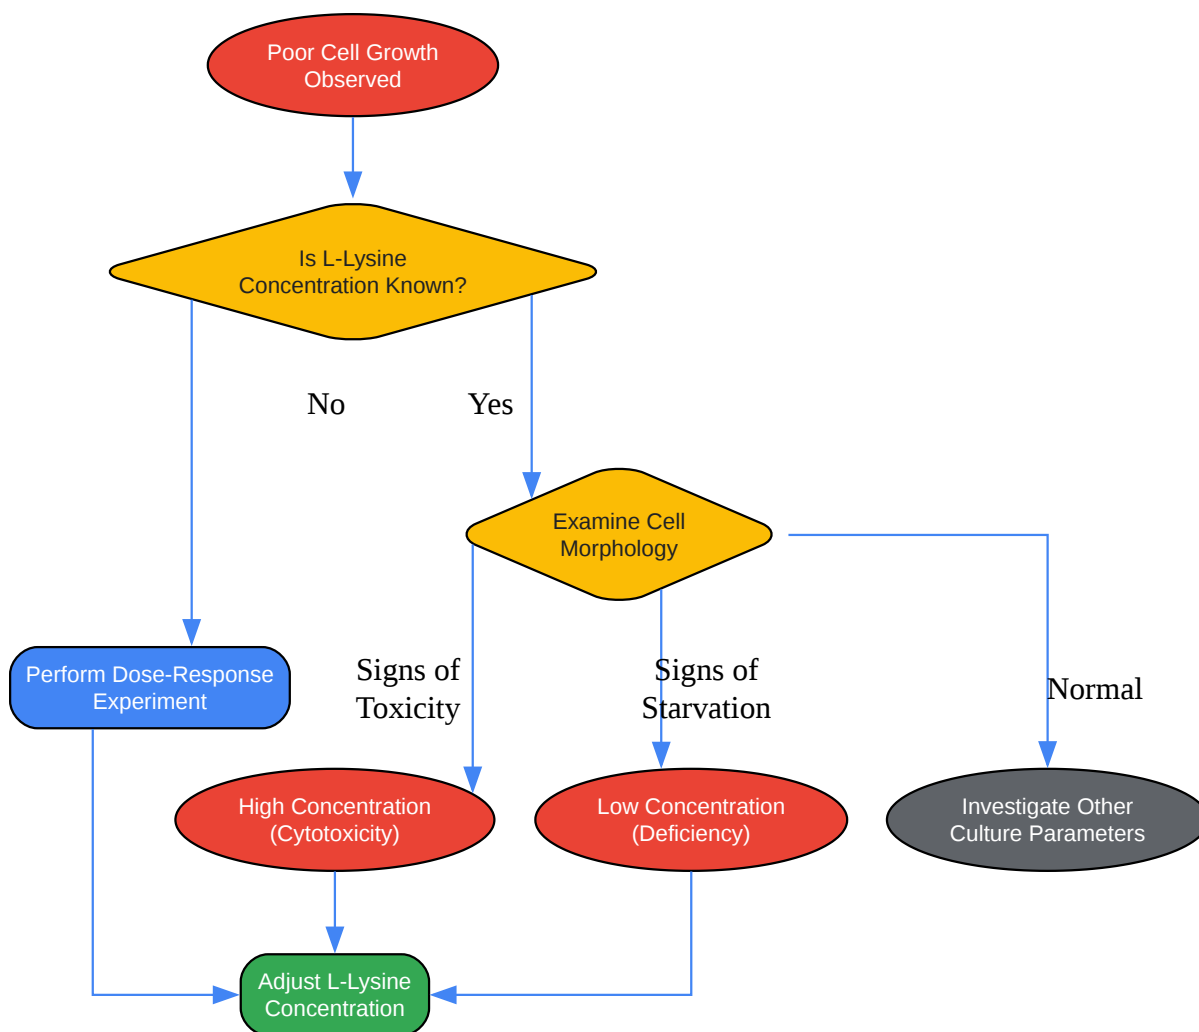 Poor Cell Growth
Observed
Is L-Lysine
Concentration Known?
No
Yes
Examine Cell
Morphology
Perform Dose-Response
Experiment
Signs of
Toxicity
Signs of
Starvation
Normal
High Concentration
(Cytotoxicity)
Low Concentration
(Deficiency)
Investigate Other
Culture Parameters
Adjust L-Lysine
Concentration